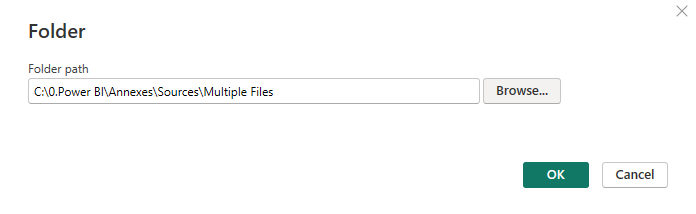 Folder
Folder path
C:\0.Power BI\Annexes\Sources\Multiple Files
Browse...
OK
Cancel